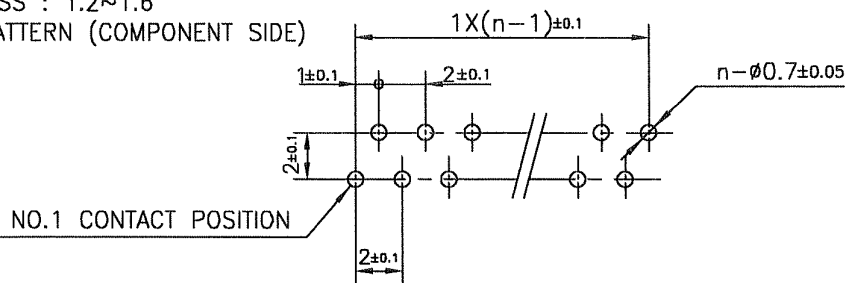 SS : 1.2~1.6
ATTERN (COMPONENT SIDE)
1X(n-1)±0.1
1±0.1
2±0.1
n-ø0.7±0.05
2±0.1
NO.1 CONTACT POSITION
2±0.1